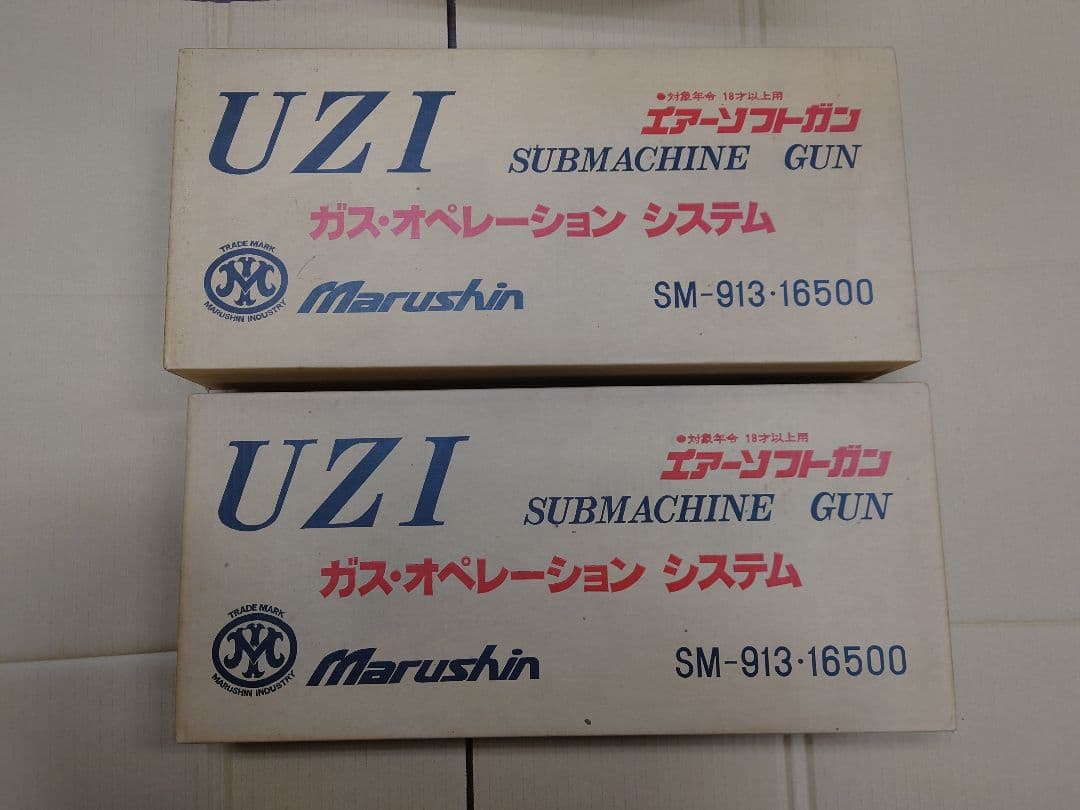 UZI
●対象年令 18才以上用
エアーソフトガン
SUBMACHINE GUN
ガス・オペレーション システム
TRADE MARK
MARUSHIN INDUSTRY
Marushin
SM-913・16500
UZI
●対象年令 18才以上用
エアーソフトガン
SUBMACHINE GUN
ガス・オペレーション システム
TRADE MARK
MARUSHIN INDUSTRY
Marushin
SM-913・16500